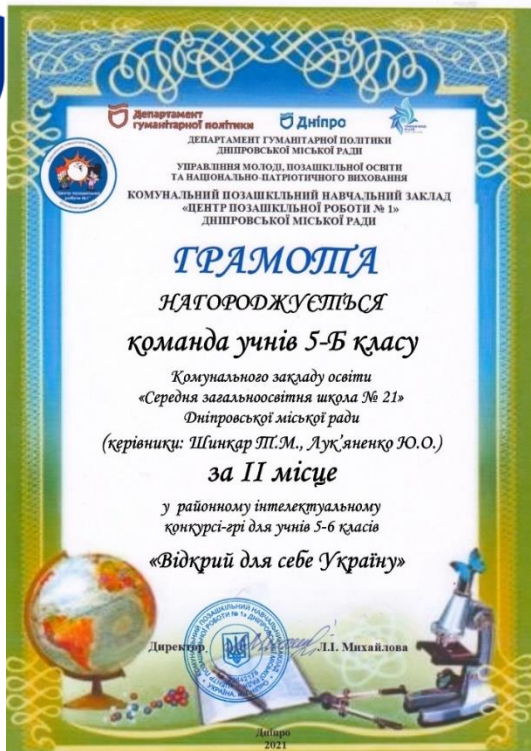 Департамент
гуманітарної політики
Дніпро
ДЕПАРТАМЕНТ ГУМАНІТАРНОЇ ПОЛІТИКИ
ДНІПРОВСЬКОЇ МІСЬКОЇ РАДИ
УПРАВЛІННЯ МОЛОДІ, ПОЗАШКІЛЬНОЇ ОСВІТИ
ТА НАЦІОНАЛЬНО-ПАТРІОТИЧНОГО ВИХОВАННЯ
КОМУНАЛЬНИЙ ПОЗАШКІЛЬНИЙ НАВЧАЛЬНИЙ ЗАКЛАД
«ЦЕНТР ПОЗАШКІЛЬНОЇ РОБОТИ № 1»
ДНІПРОВСЬКОЇ МІСЬКОЇ РАДИ
ГРАМОТА
НАГОРОДЖУЄТЬСЯ
команда учнів 5-Б класу
Комунального закладу освіти
«Середня загальноосвітня школа № 21»
Дніпровської міської ради
(керівники: Шинкар Т.М., Лук’яненко Ю.О.)
за ІІ місце
у районному інтелектуальному
конкурсі-грі для учнів 5-6 класів
«Відкрий для себе Україну»
Директор Л.І. Михайлова
Дніпро
2021